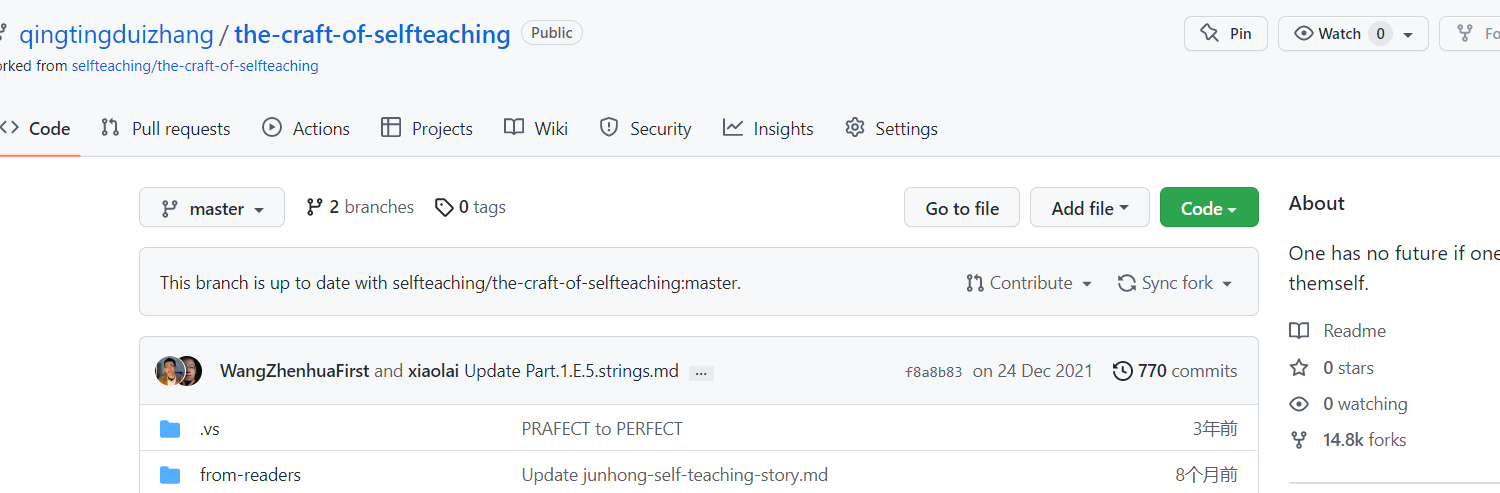 qingtingduizhang / the-craft-of-selfteaching Public Pin Watch 0 Fo
orked from selfteaching/the-craft-of-selfteaching
Code Pull requests Actions Projects Wiki Security Insights Settings
master 2 branches 0 tags Go to file Add file Code
About
One has no future if one
themself.
This branch is up to date with selfteaching/the-craft-of-selfteaching:master. Contribute Sync fork
Readme
WangZhenhuaFirst and xiaolai Update Part.1.E.5.strings.md ... f8a8b83 on 24 Dec 2021 770 commits
0 stars
0 watching
.vs PRAFECT to PERFECT 3年前
14.8k forks
from-readers Update junhong-self-teaching-story.md 8个月前